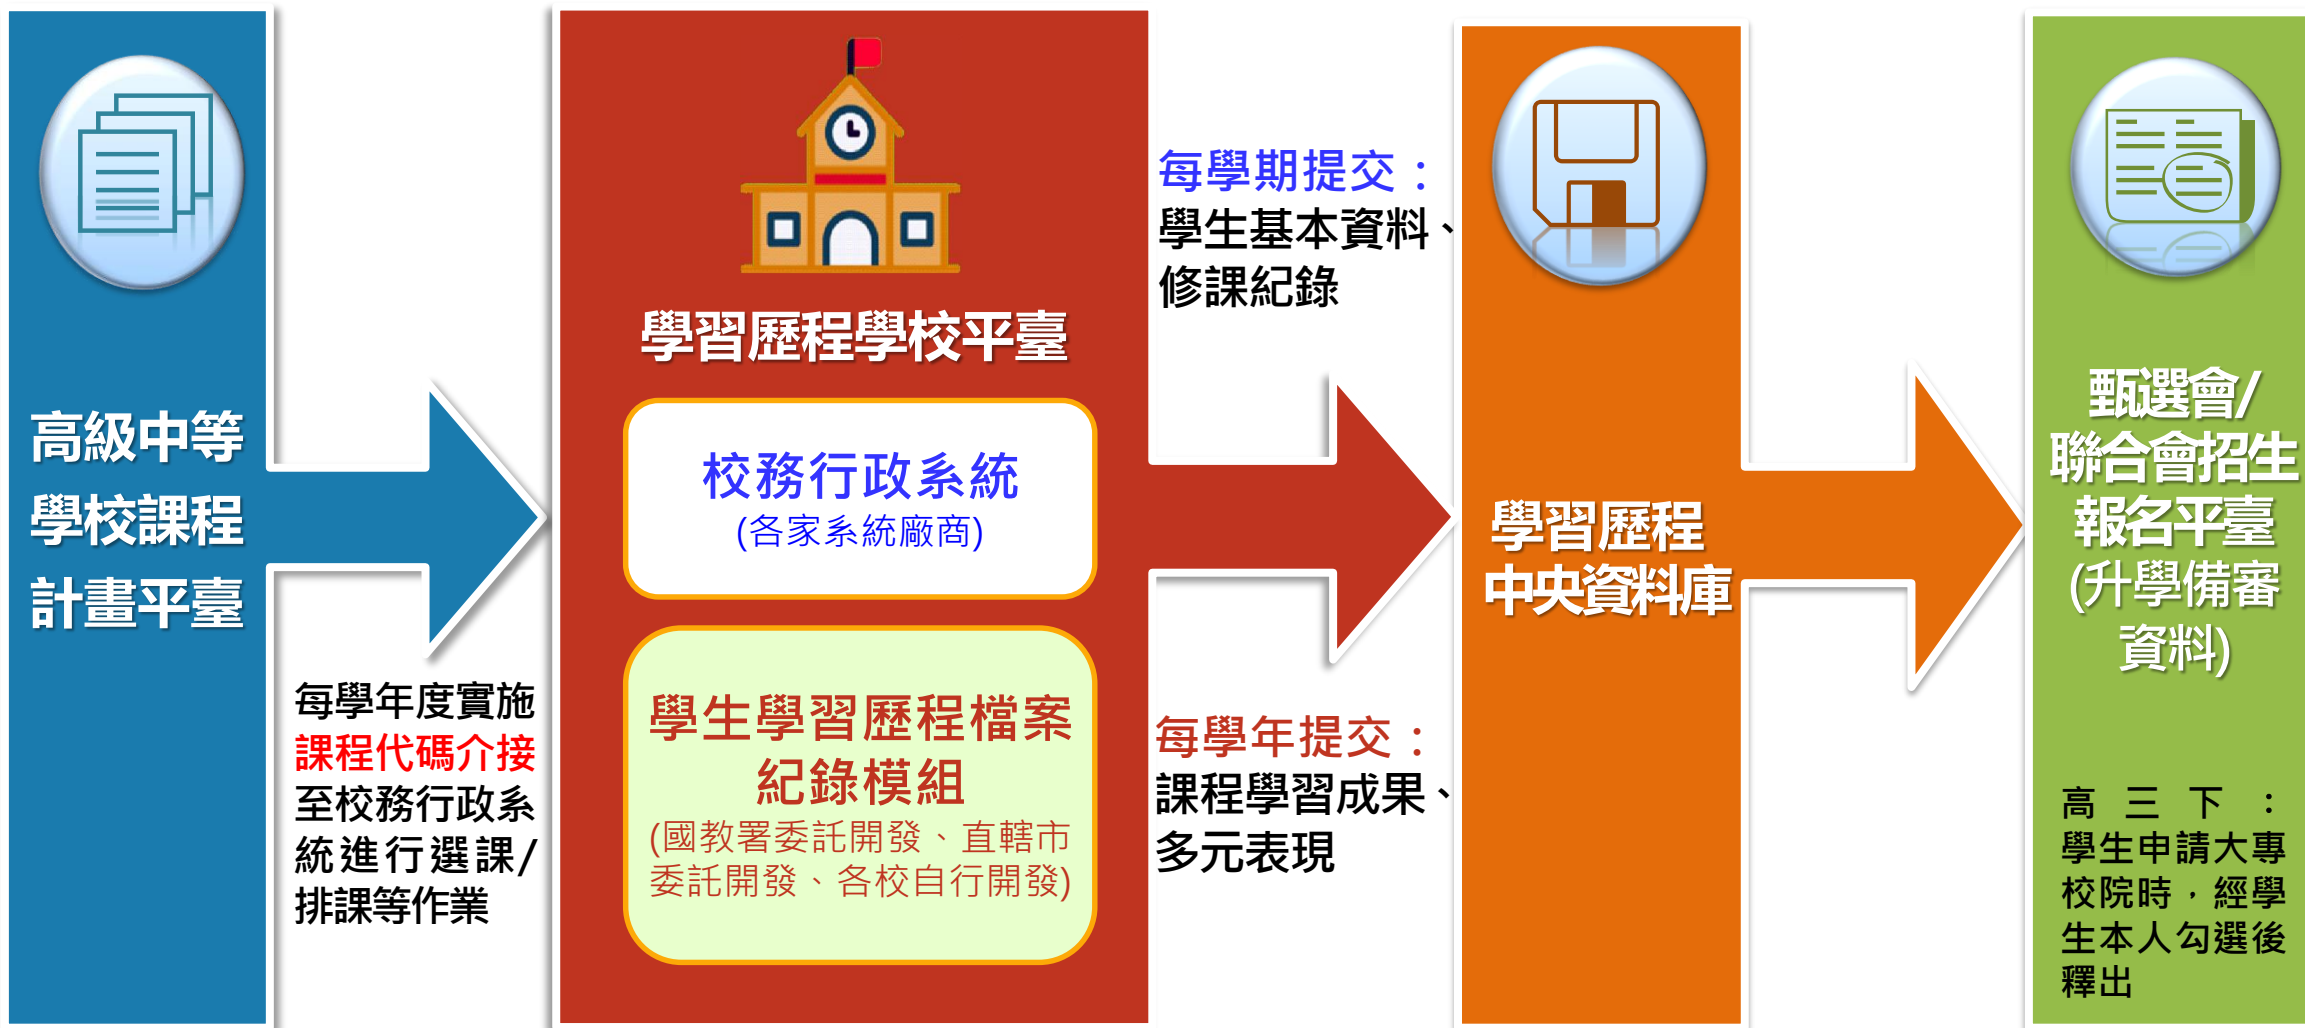 高級中等
學校課程
計畫平臺
每學年度實施
課程代碼介接
至校務行政系
統進行選課/
排課等作業
學習歷程學校平臺
校務行政系統
(各家系統廠商)
學生學習歷程檔案
紀錄模組
(國教署委託開發、直轄市
委託開發、各校自行開發)
每學期提交：
學生基本資料、
修課紀錄
每學年提交：
課程學習成果、
多元表現
學習歷程
中央資料庫
甄選會/
聯合會招生
報名平臺
(升學備審
資料)
高三下：
學生申請大專
校院時，經學
生本人勾選後
釋出